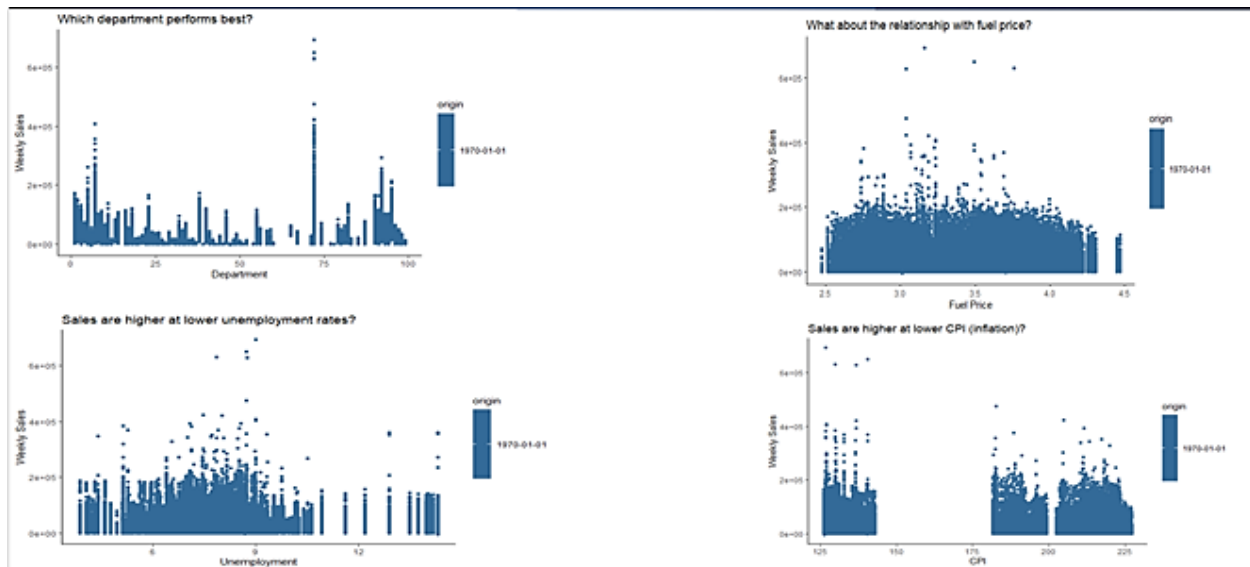 Which department performs best?
Weekly Sales
6e+05
4e+05
2e+05
0e+00
0
25
50
75
100
Department
origin
1970-01-01
What about the relationship with fuel price?
Weekly Sales
6e+05
4e+05
2e+05
0e+00
2.5
3.0
3.5
4.0
4.5
Fuel Price
origin
1970-01-01
Sales are higher at lower unemployment rates?
Weekly Sales
6e+05
4e+05
2e+05
0e+00
6
9
12
Unemployment
origin
1970-01-01
Sales are higher at lower CPI (inflation)?
Weekly Sales
6e+05
4e+05
2e+05
0e+00
125
150
175
200
225
CPI
origin
1970-01-01